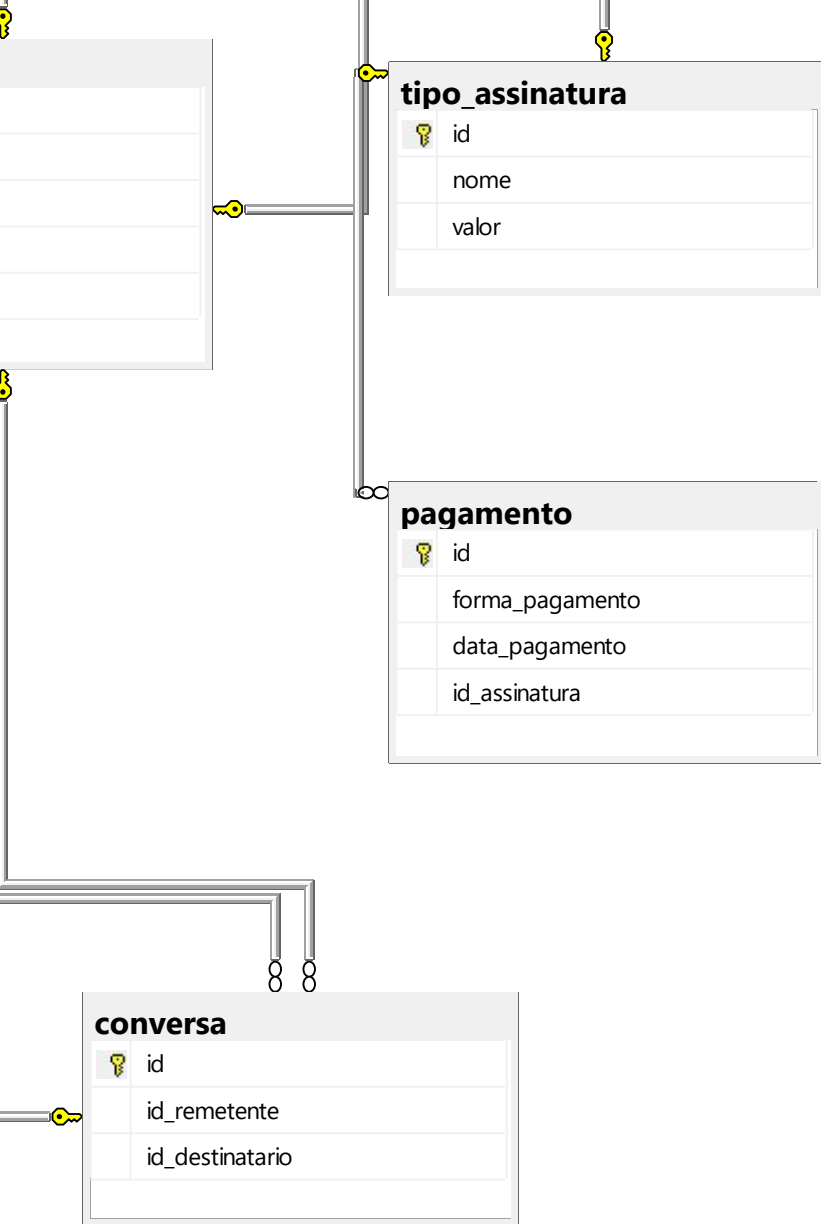 tipo_assinatura
id
nome
valor
pagamento
id
forma_pagamento
data_pagamento
id_assinatura
conversa
id
id_remetente
id_destinatario